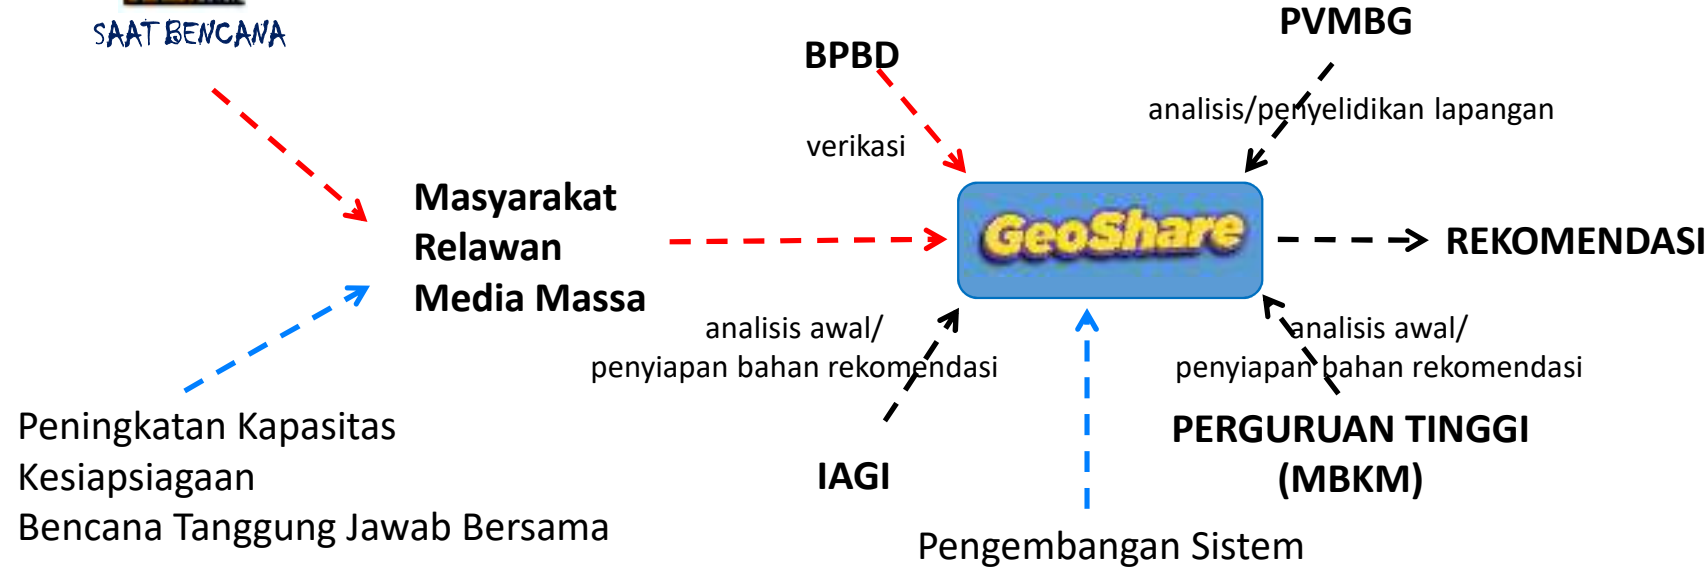 SAAT BENCANA
PVMBG
BPBD
analisis/penyelidikan lapangan
verikasi
Masyarakat
Relawan
Media Massa
GeoShare
REKOMENDASI
analisis awal/
penyiapan bahan rekomendasi
analisis awal/
penyiapan bahan rekomendasi
Peningkatan Kapasitas
Kesiapsiagaan
Bencana Tanggung Jawab Bersama
IAGI
PERGURUAN TINGGI
(MBKM)
Pengembangan Sistem